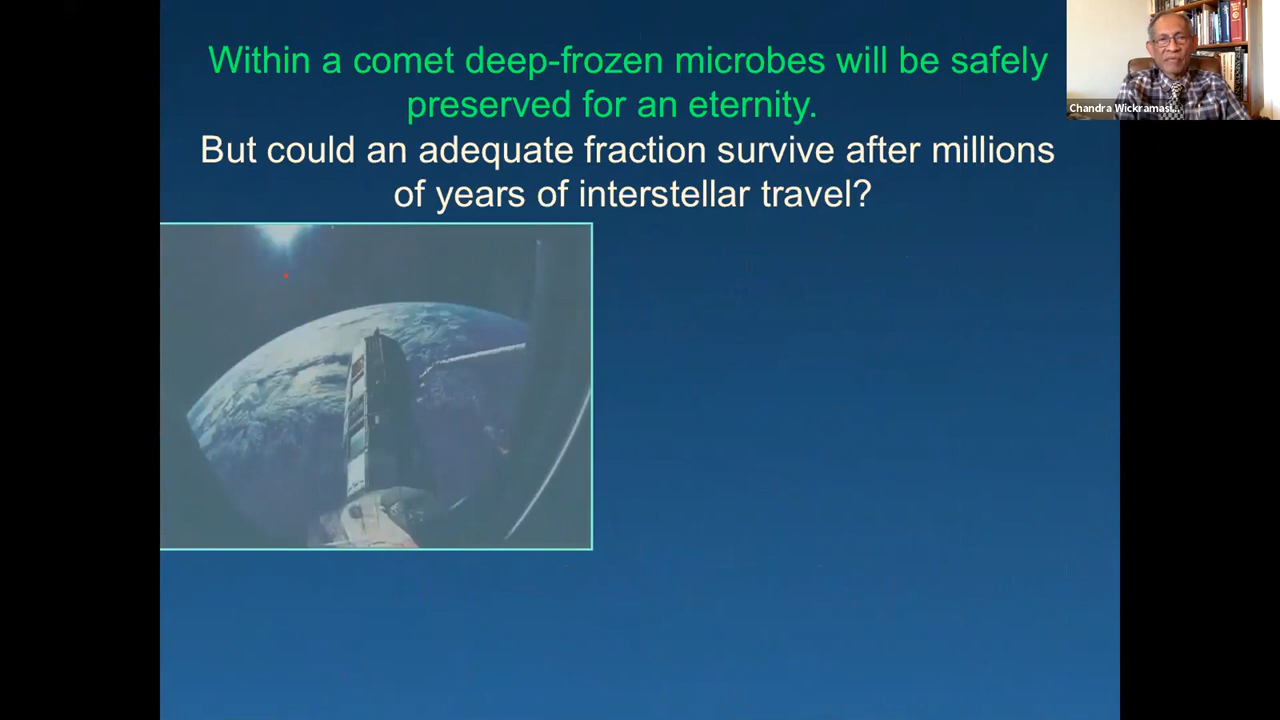 Within a comet deep-frozen microbes will be safely
preserved for an eternity.
But could an adequate fraction survive after millions
of years of interstellar travel?
Chandra Wickramasi...